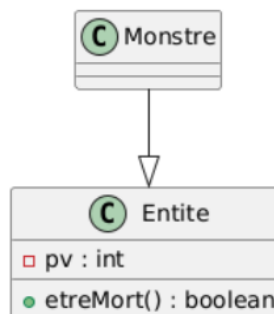 C Monstre
C Entite
pv : int
etreMort() : boolean